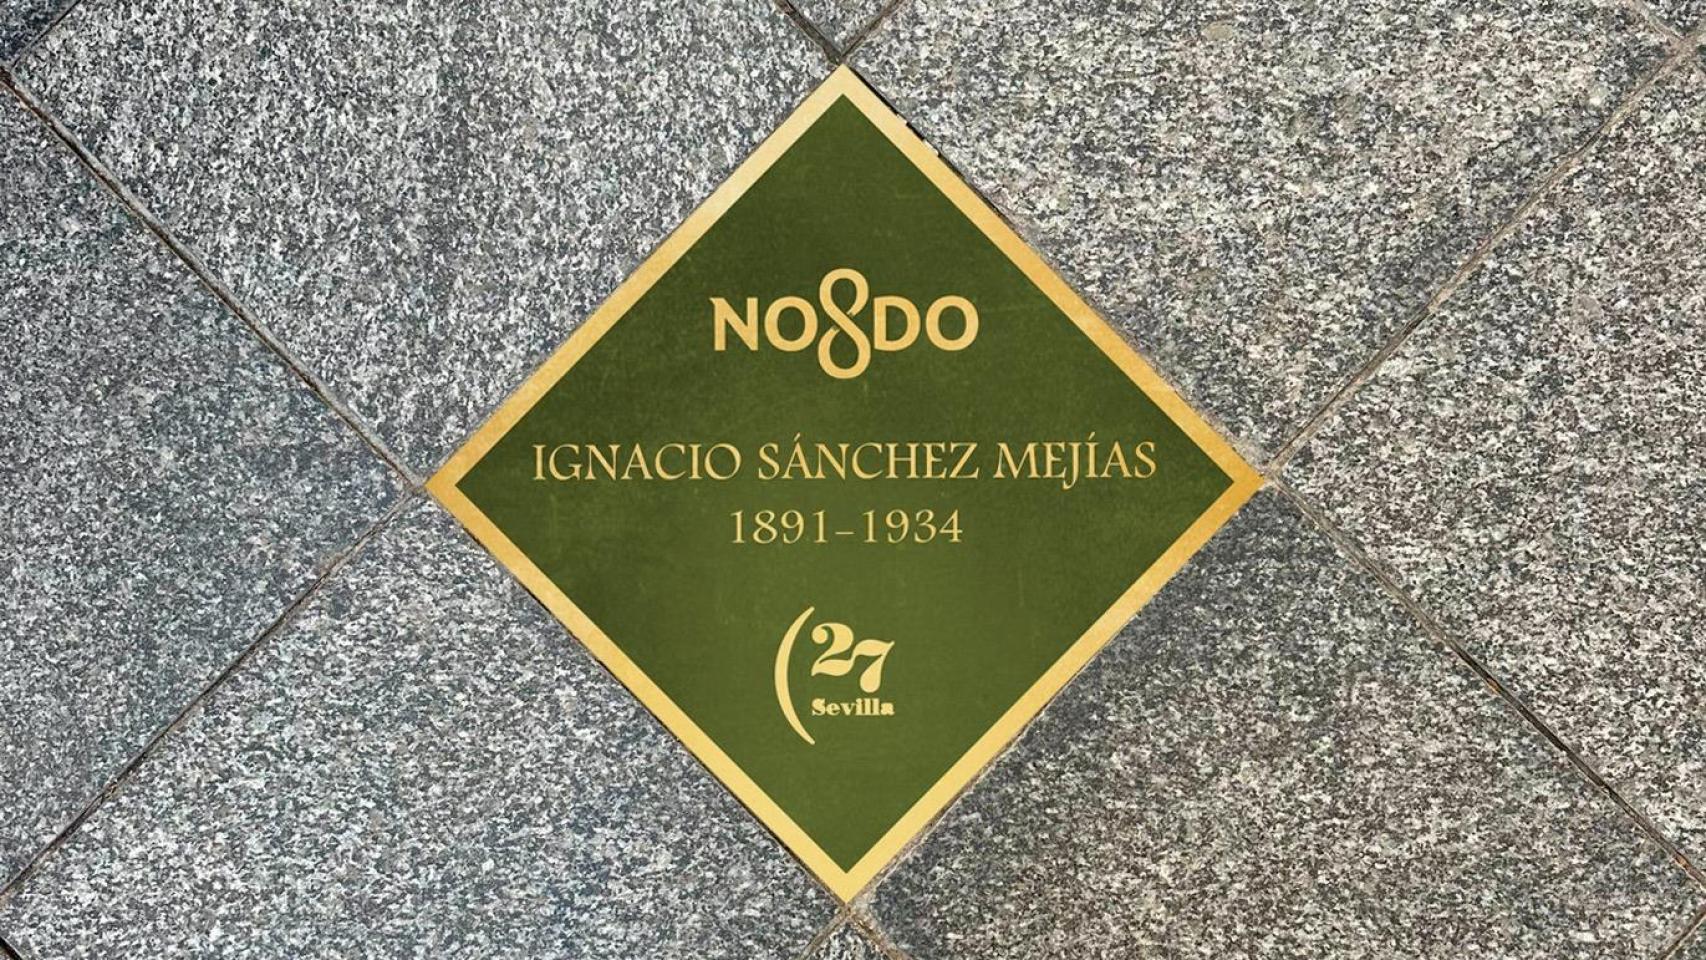 NO8DO
IGNACIO SÁNCHEZ MEJÍAS
1891-1934
(27
Sevilla